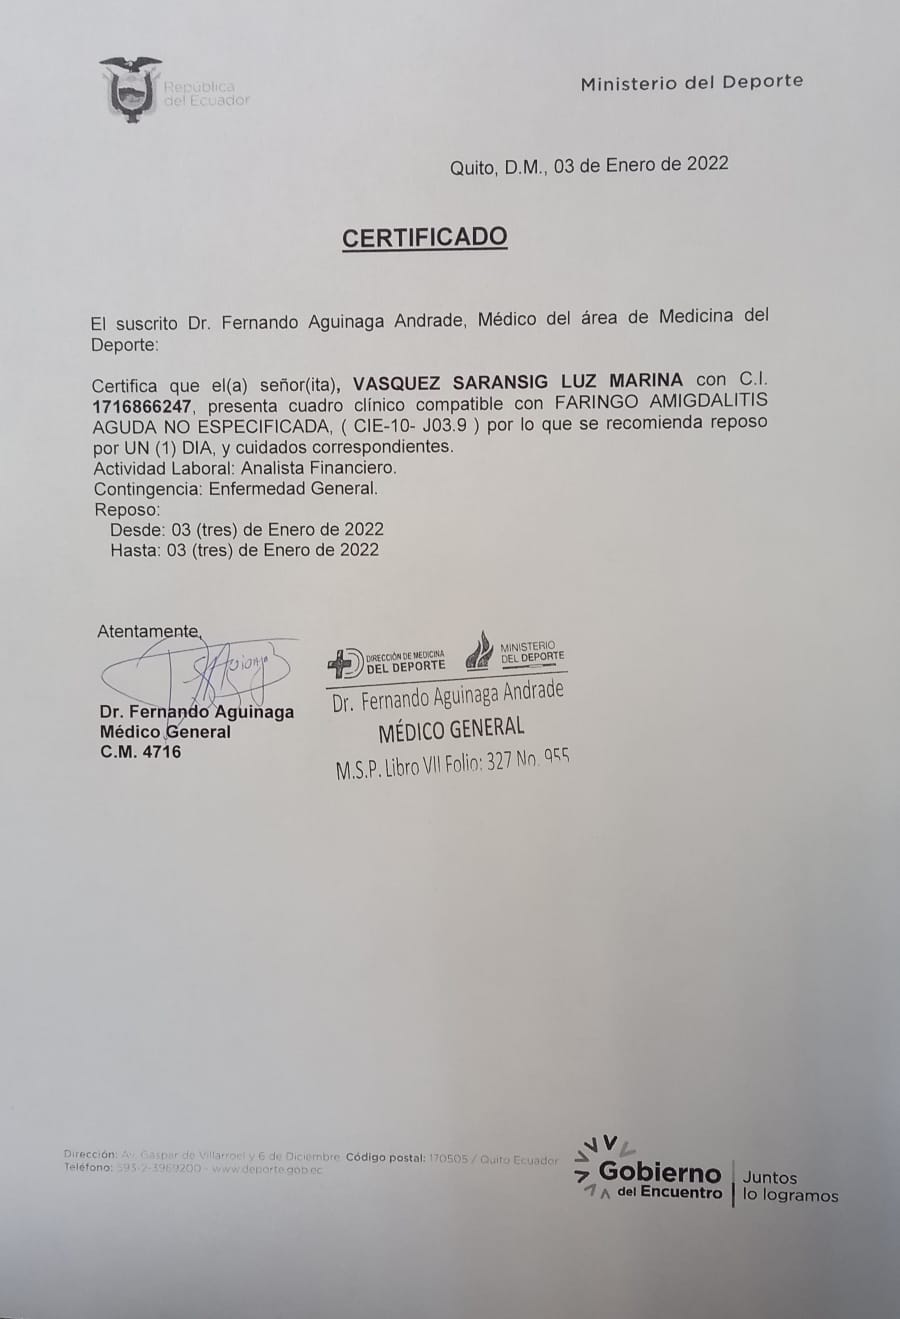 República
del Ecuador
Ministerio del Deporte
Quito, D.M., 03 de Enero de 2022
CERTIFICADO
El suscrito Dr. Fernando Aguinaga Andrade, Médico del área de Medicina del
Deporte:
Certifica que el(a) señor(ita), VASQUEZ SARANSIG LUZ MARINA con C.I.
1716866247, presenta cuadro clínico compatible con FARINGO AMIGDALITIS
AGUDA NO ESPECIFICADA, ( CIE-10- J03.9 ) por lo que se recomienda reposo
por UN (1) DIA, y cuidados correspondientes.
Actividad Laboral: Analista Financiero.
Contingencia: Enfermedad General.
Reposo:
Desde: 03 (tres) de Enero de 2022
Hasta: 03 (tres) de Enero de 2022
Atentamente,
Dr. Fernando Aguinaga
Médico General
C.M. 4716
DIRECCIÓN DE MEDICINA
DEL DEPORTE
MINISTERIO
DEL DEPORTE
Dr. Fernando Aguinaga Andrade
MÉDICO GENERAL
M.S.P. Libro VII Folio: 327 No. 955
Dirección: Av. Gaspar de Villarroel y 6 de Diciembre Código postal: 170505 / Quito Ecuador
Teléfono: 593-2-3969200 - www.deporte.gob.ec
Gobierno
del Encuentro
Juntos
lo logramos